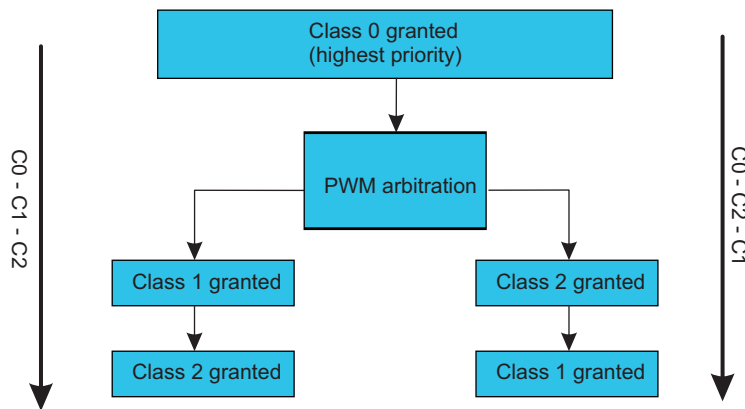 Class 0 granted
(highest priority)
PWM arbitration
C0 - C1 - C2
C0 - C2 - C1
Class 1 granted
Class 2 granted
Class 2 granted
Class 1 granted